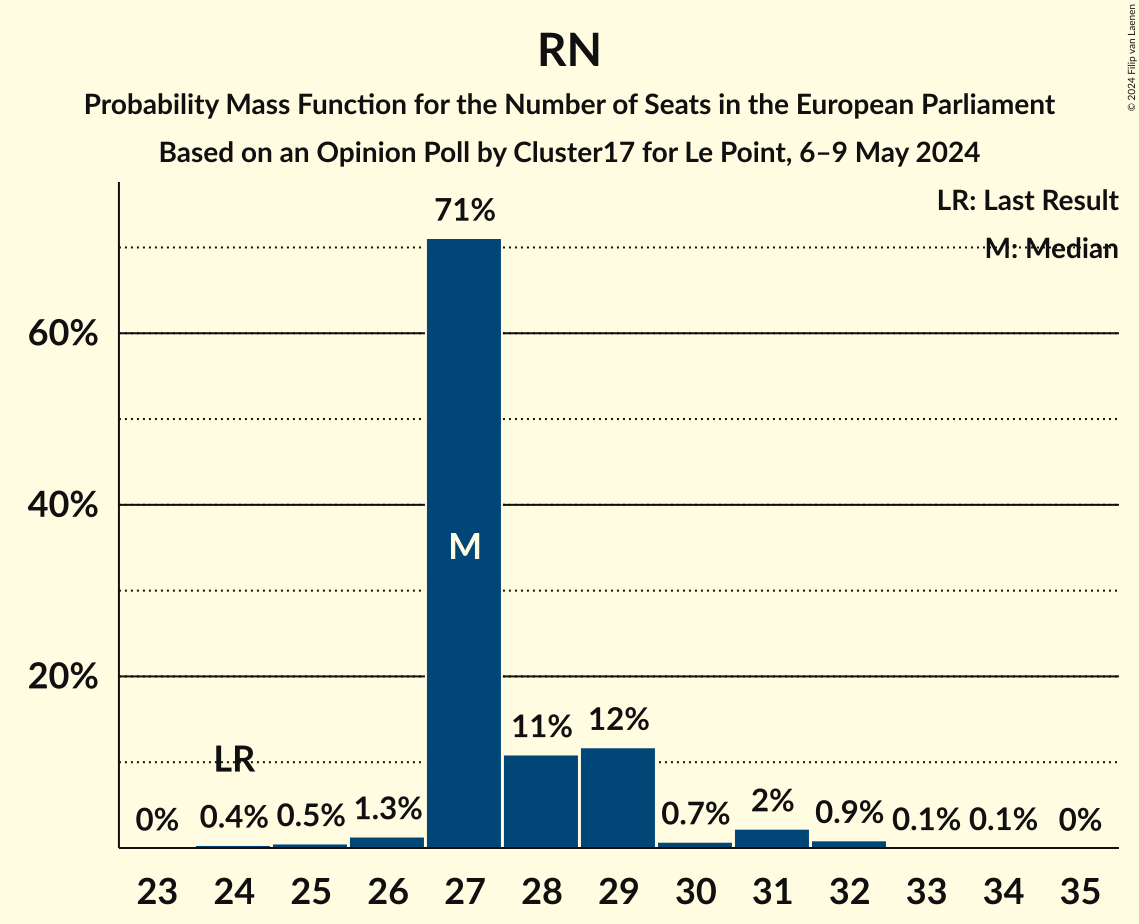 RN
Probability Mass Function for the Number of Seats in the European Parliament
Based on an Opinion Poll by Cluster17 for Le Point, 6–9 May 2024
© 2024 Filip van Laenen
LR: Last Result
M: Median
71%
60%
40%
M
20%
11%
12%
LR
0%
0.4%
0.5%
1.3%
0.7%
2%
0.9%
0.1%
0.1%
0%
23 24 25 26 27 28 29 30 31 32 33 34 35